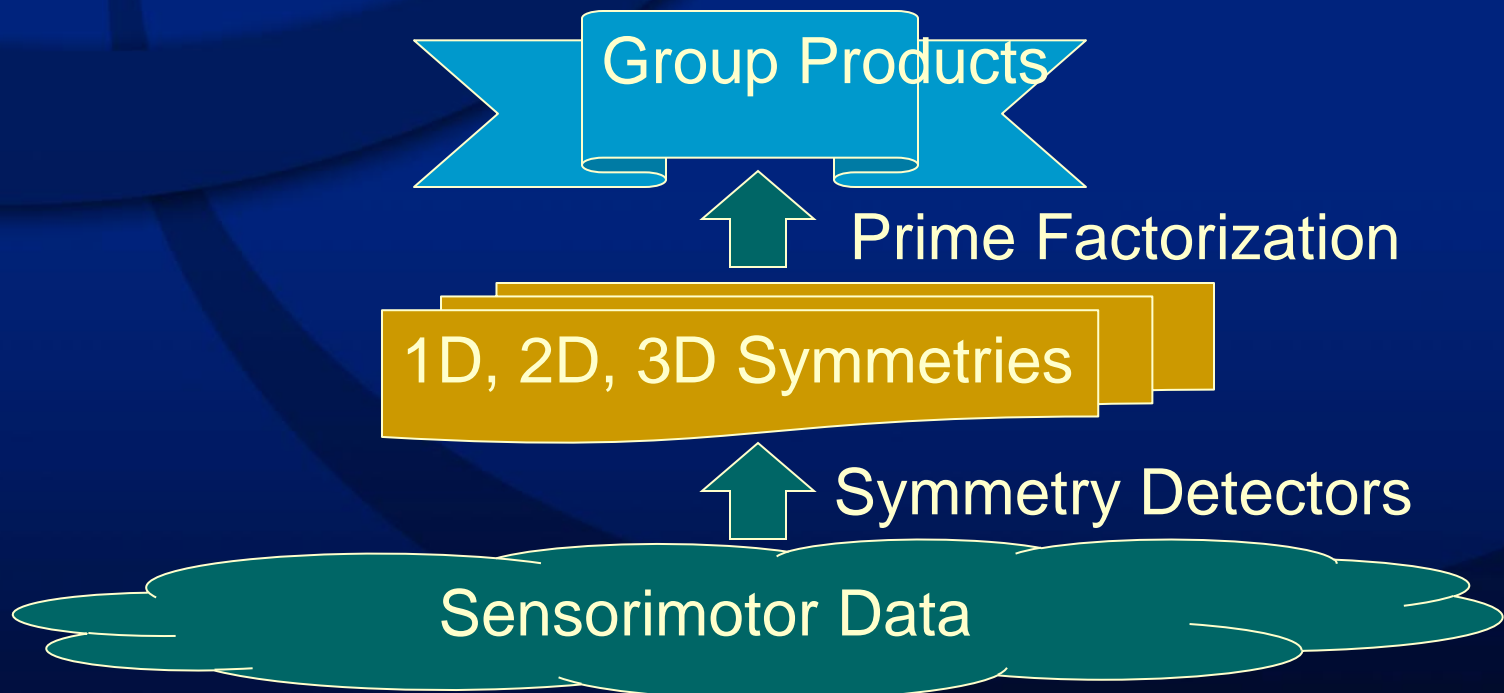 Group Products
Prime Factorization
1D, 2D, 3D Symmetries
Symmetry Detectors
Sensorimotor Data